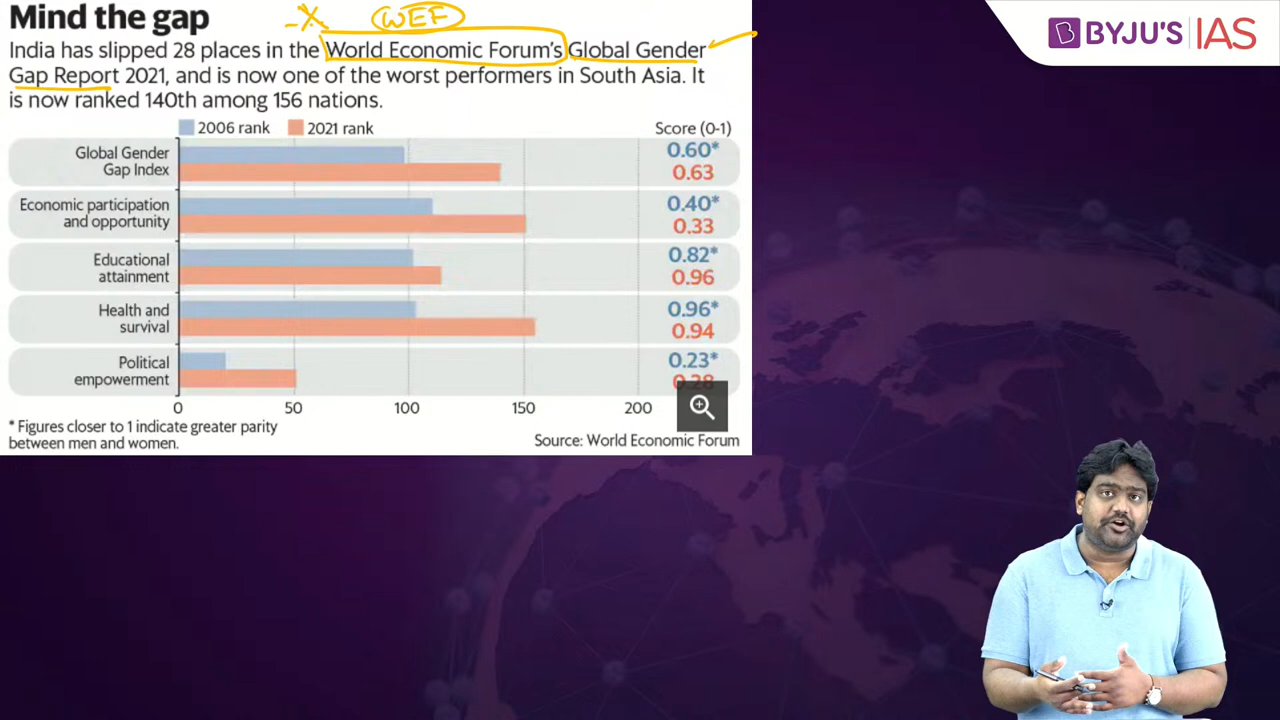 Mind the gap
X WEF
India has slipped 28 places in the World Economic Forum's Global Gender
Gap Report 2021, and is now one of the worst performers in South Asia. It
is now ranked 140th among 156 nations.
2006 rank 2021 rank Score (0-1)
Global Gender
Gap Index
0.60*
0.63
Economic participation
and opportunity
0.40*
0.33
Educational
attainment
0.82*
0.96
Health and
survival
0.96*
0.94
Political
empowerment
0.23*
0.28
0 50 100 150 200
* Figures closer to 1 indicate greater parity
between men and women.
Source: World Economic Forum
B BYJU'S IAS